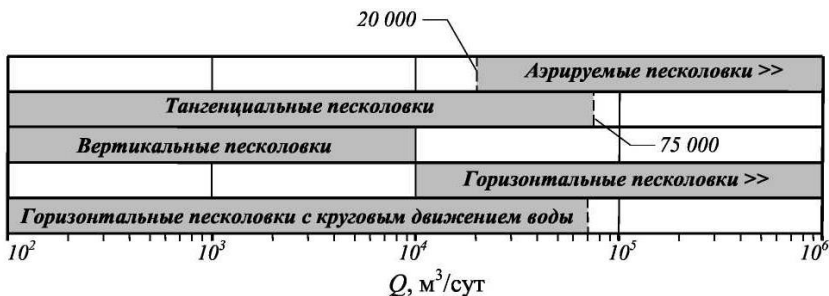 20 000
Аэрируемые песколовки >>
Тангенциальные песколовки
Вертикальные песколовки
75 000
Горизонтальные песколовки >>
Горизонтальные песколовки с круговым движением воды
10² 10³ 10⁴ 10⁵ 10⁶
Q, м³/сут